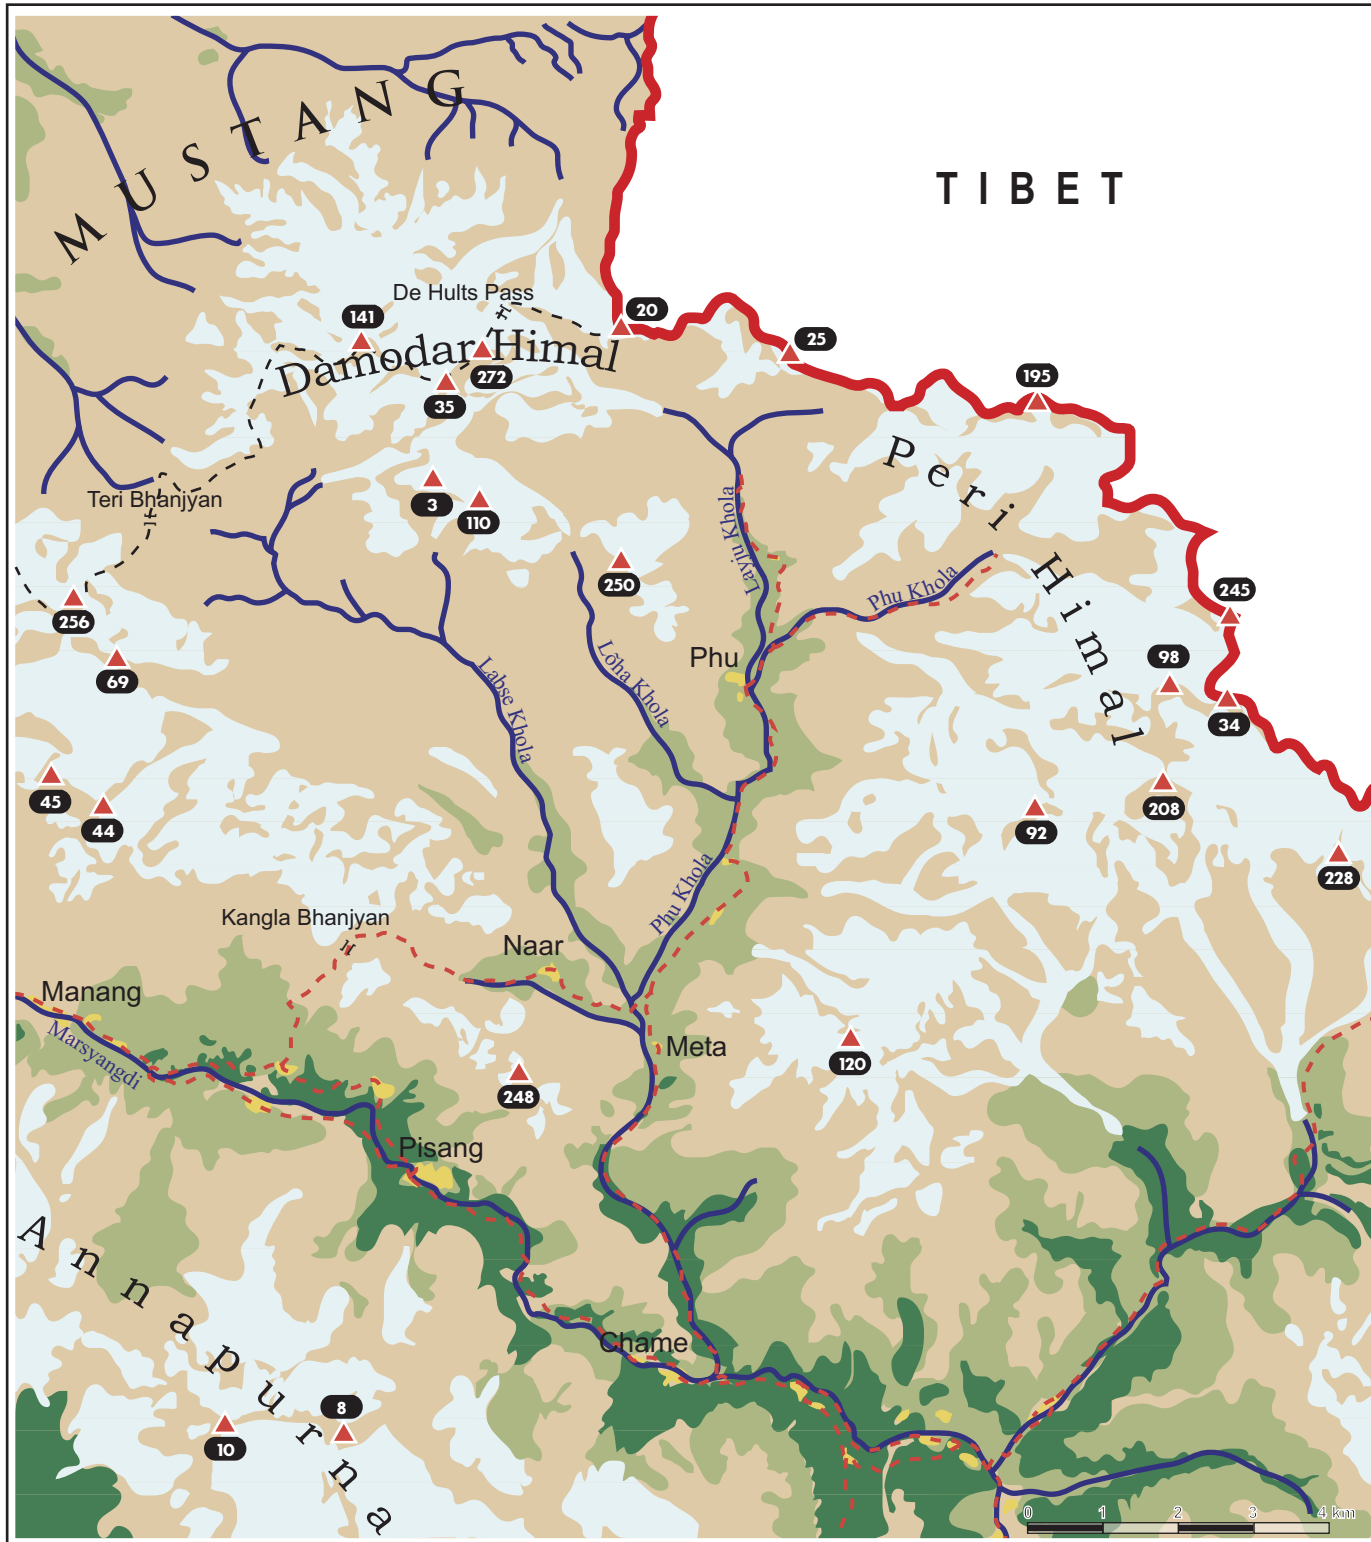 MUSTANG
TIBET
De Hults Pass
20
141
25
Damodar Himal
272
195
35
Peri Himal
Teri Bhanjyan
3
110
Layju Khola
250
Phu Khola
245
256
Phu
98
69
Labse Khola
Lõha Khola
34
45
44
92
208
228
Phu Khola
Kangla Bhanjyan
Naar
Manang
Marsyangdi
Meta
120
248
Pisang
Annapurna
Chame
8
10
0 1 2 3 4 km